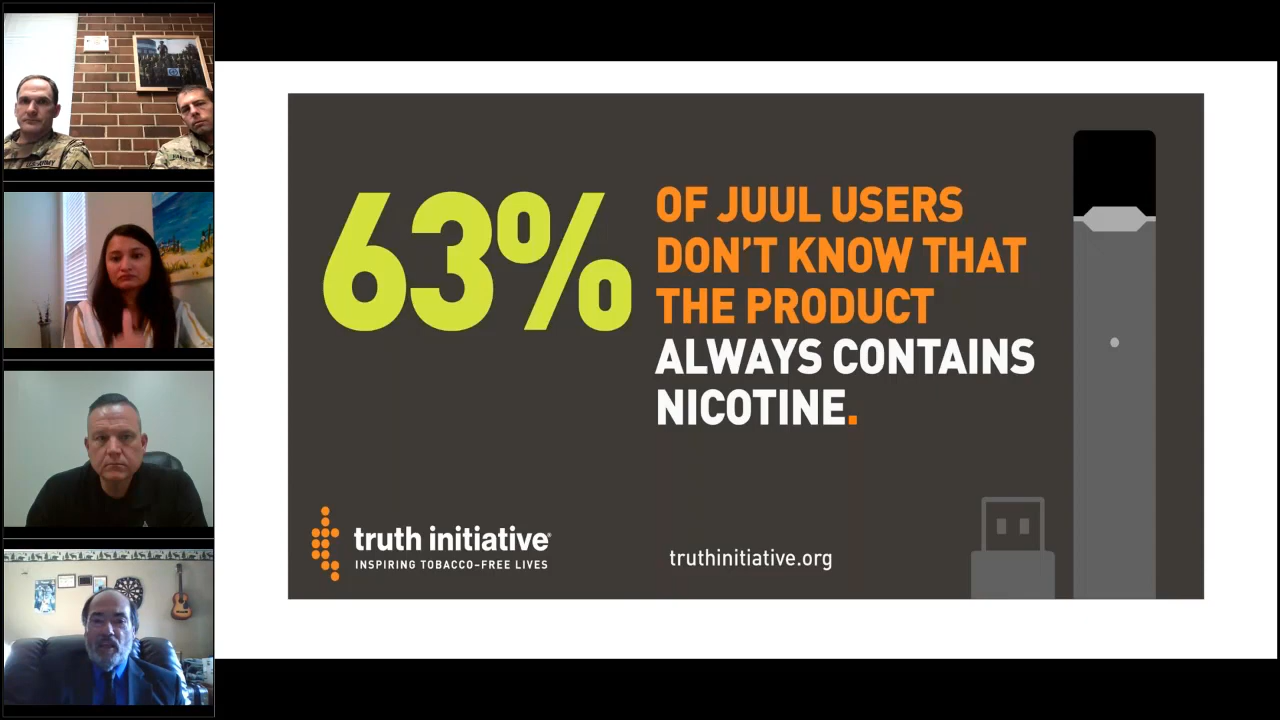 63%
OF JUUL USERS
DON'T KNOW THAT
THE PRODUCT
ALWAYS CONTAINS
NICOTINE.
truth initiative®
INSPIRING TOBACCO-FREE LIVES
truthinitiative.org
U.S. ARMY